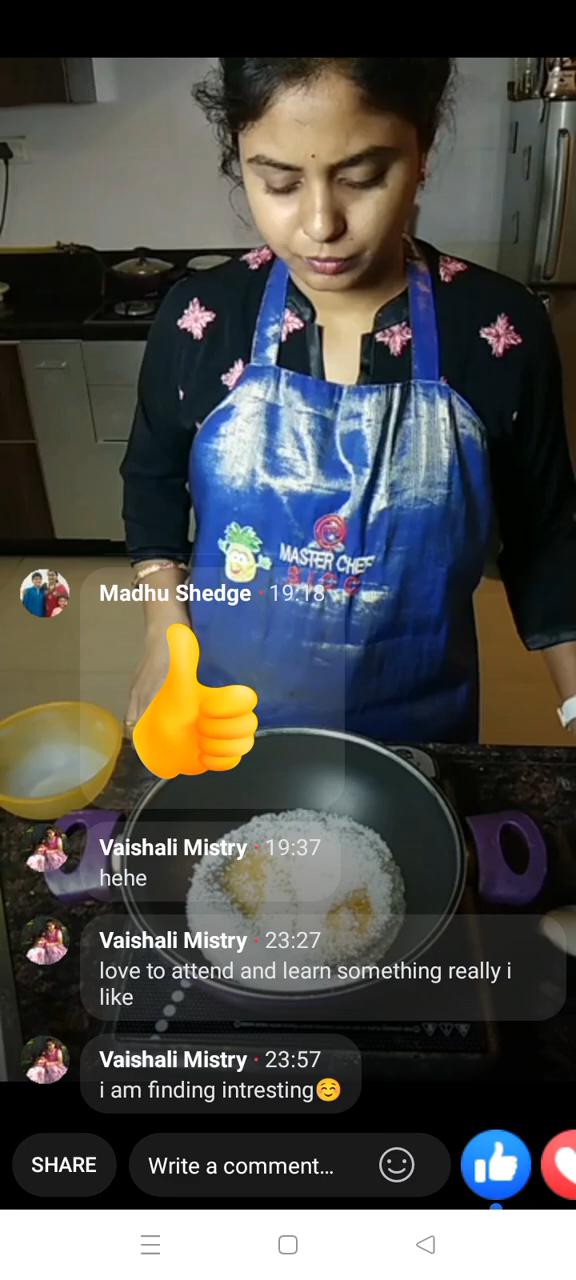 MASTER CHEF
Madhu Shedge · 19:18
Vaishali Mistry · 19:37
hehe
Vaishali Mistry · 23:27
love to attend and learn something really i
like
Vaishali Mistry · 23:57
i am finding intresting☺️
SHARE
Write a comment...